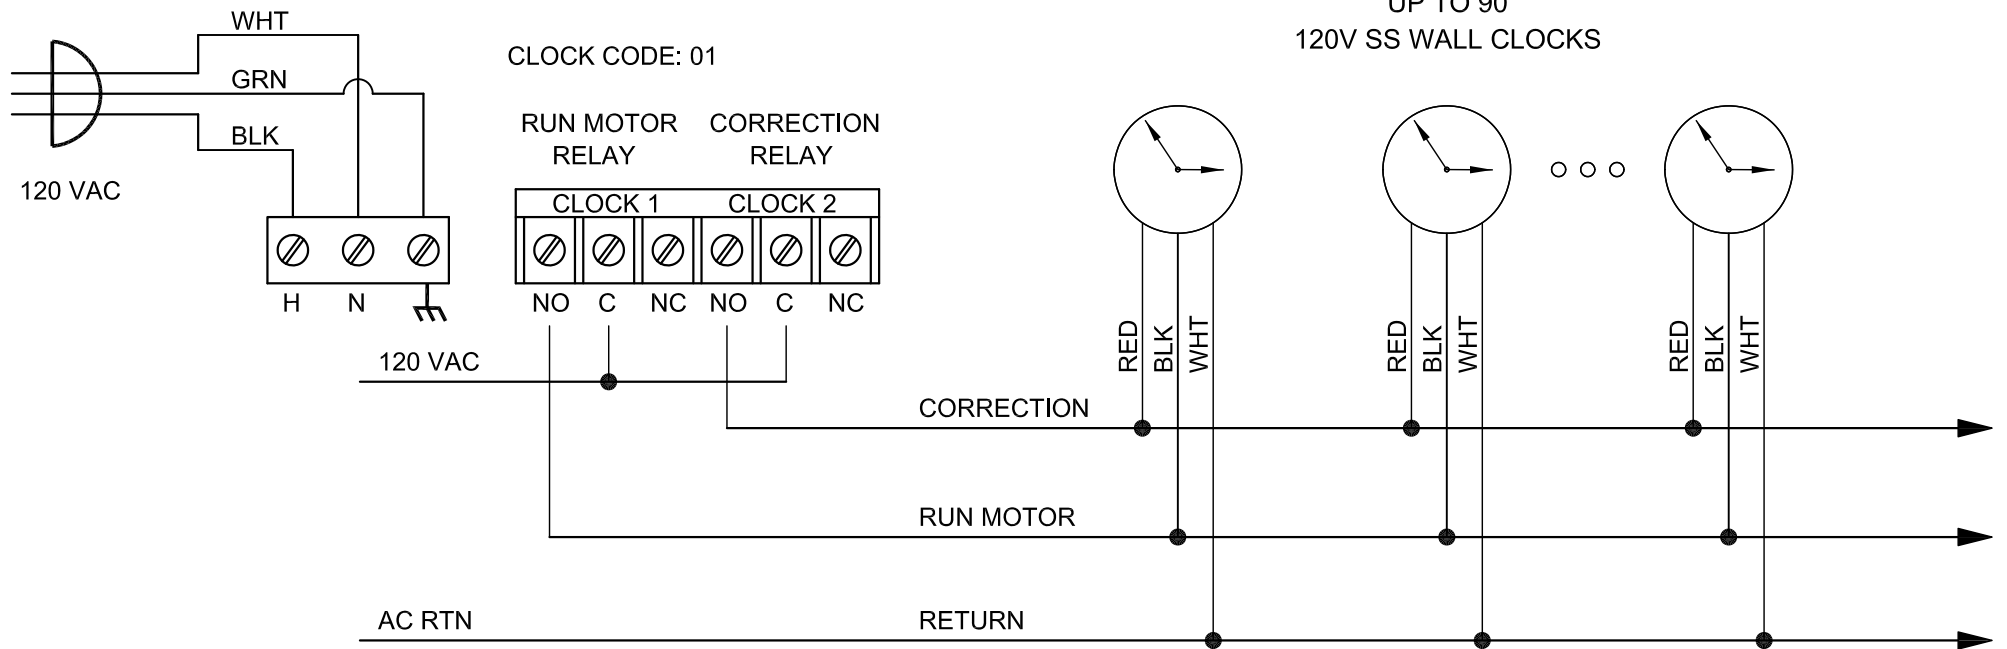 UP TO 90
120V SS WALL CLOCKS
WHT
GRN
BLK
120 VAC
H N
CLOCK CODE: 01
RUN MOTOR RELAY
CORRECTION RELAY
CLOCK 1 CLOCK 2
NO C NC NO C NC
120 VAC
RED BLK WHT
RED BLK WHT
RED BLK WHT
CORRECTION
RUN MOTOR
AC RTN RETURN